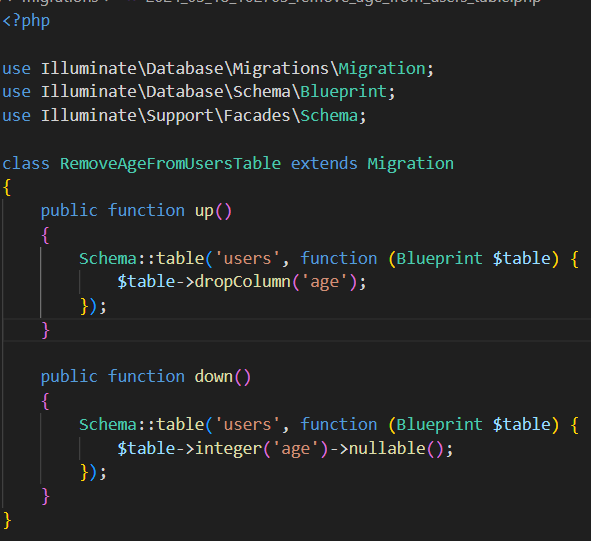 <?php
use Illuminate\Database\Migrations\Migration;
use Illuminate\Database\Schema\Blueprint;
use Illuminate\Support\Facades\Schema;
class RemoveAgeFromUsersTable extends Migration
{
public function up()
{
Schema::table('users', function (Blueprint $table) {
$table->dropColumn('age');
});
}
public function down()
{
Schema::table('users', function (Blueprint $table) {
$table->integer('age')->nullable();
});
}
}